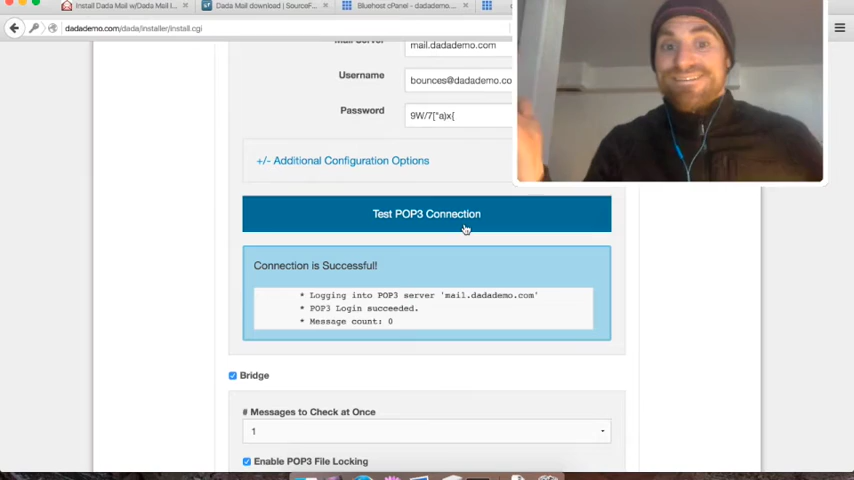 Install Dada Mail w/Dada Mail I...
Dada Mail download | SourceF...
Bluehost cPanel - dadademo....
dadademo.com/dada/installer/install.cgi
Mail Server
mail.dadademo.com
Username
bounces@dadademo.co
Password
9W/7["a)x{
+/- Additional Configuration Options
Test POP3 Connection
Connection is Successful!
* Logging into POP3 server 'mail.dadademo.com'
* POP3 Login succeeded.
* Message count: 0
Bridge
# Messages to Check at Once
1
Enable POP3 File Locking